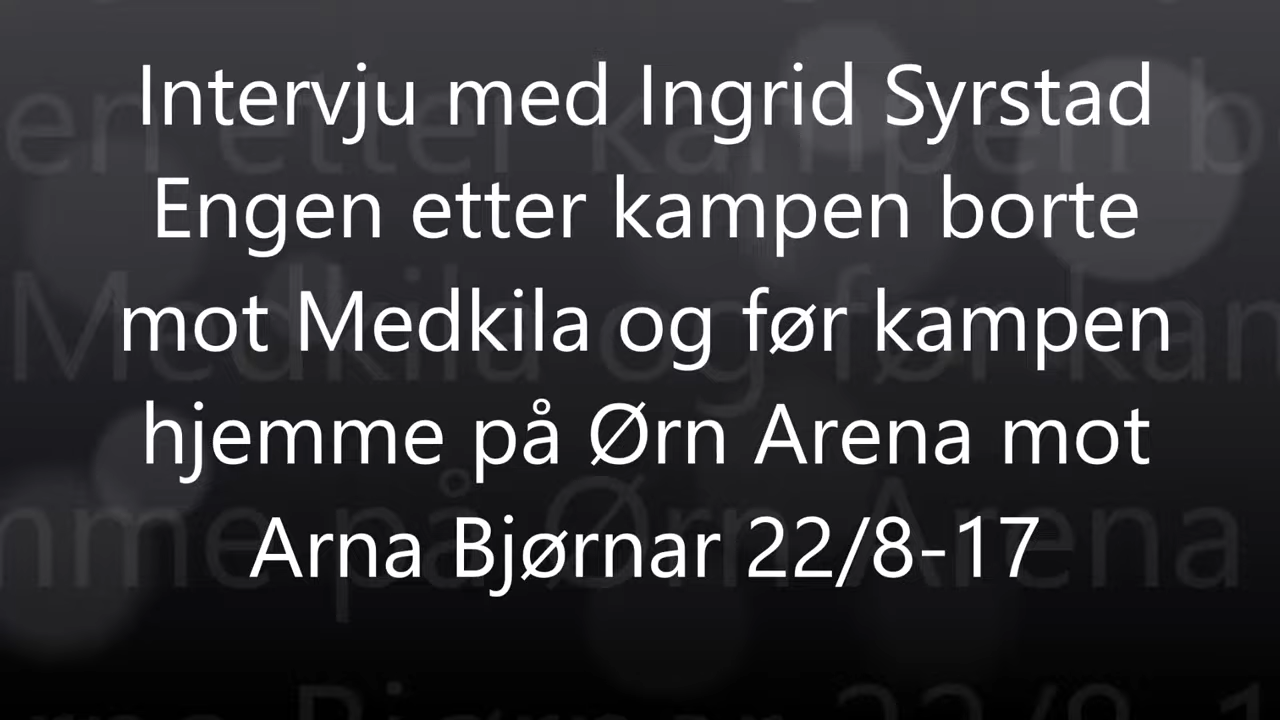 Intervju med Ingrid Syrstad
Engen etter kampen borte
mot Medkila og før kampen
hjemme på Ørn Arena mot
Arna Bjørnar 22/8-17